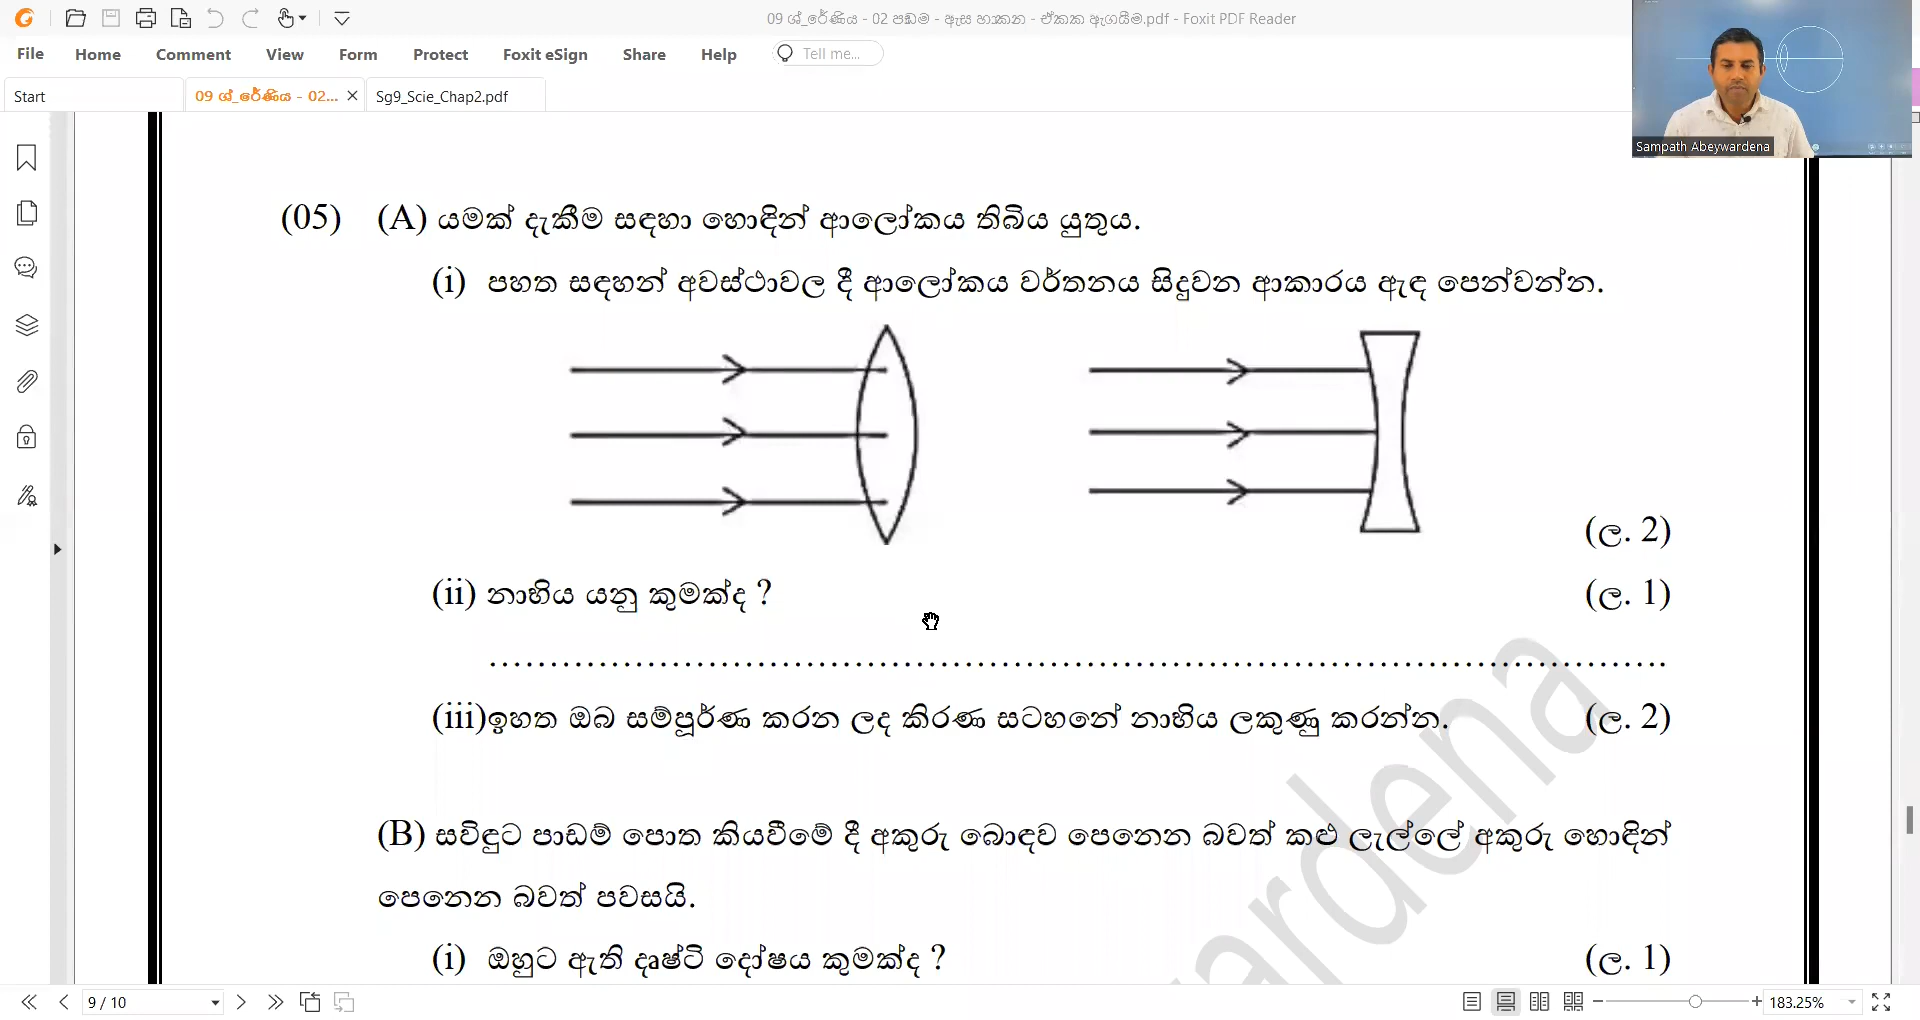 09 ශ්‍රේණිය - 02 පාඩම - ඇස හා කන - ඒකක ඇගයීම.pdf - Foxit PDF Reader
File Home Comment View Form Protect Foxit eSign Share Help Tell me...
Start 09 ශ්‍රේණිය - 02... Sg9_Scie_Chap2.pdf
Sampath Abeywardena
(05) (A) යමක් දැකීම සඳහා හොඳින් ආලෝකය තිබිය යුතුය.
(i) පහත සඳහන් අවස්ථාවල දී ආලෝකය වර්තනය සිදුවන ආකාරය ඇඳ පෙන්වන්න.
(ල. 2)
(ii) නාභිය යනු කුමක්ද ? (ල. 1)
(iii)ඉහත ඔබ සම්පූර්ණ කරන ලද කිරණ සටහනේ නාභිය ලකුණු කරන්න. (ල. 2)
(B) සවිඳුට පාඩම් පොත කියවීමේ දී අකුරු බොඳව පෙනෙන බවත් කළු ලැල්ලේ අකුරු හොඳින්
පෙනෙන බවත් පවසයි.
(i) ඔහුට ඇති දෘෂ්ටි දෝෂය කුමක්ද ? (ල. 1)
9 / 10 183.25%